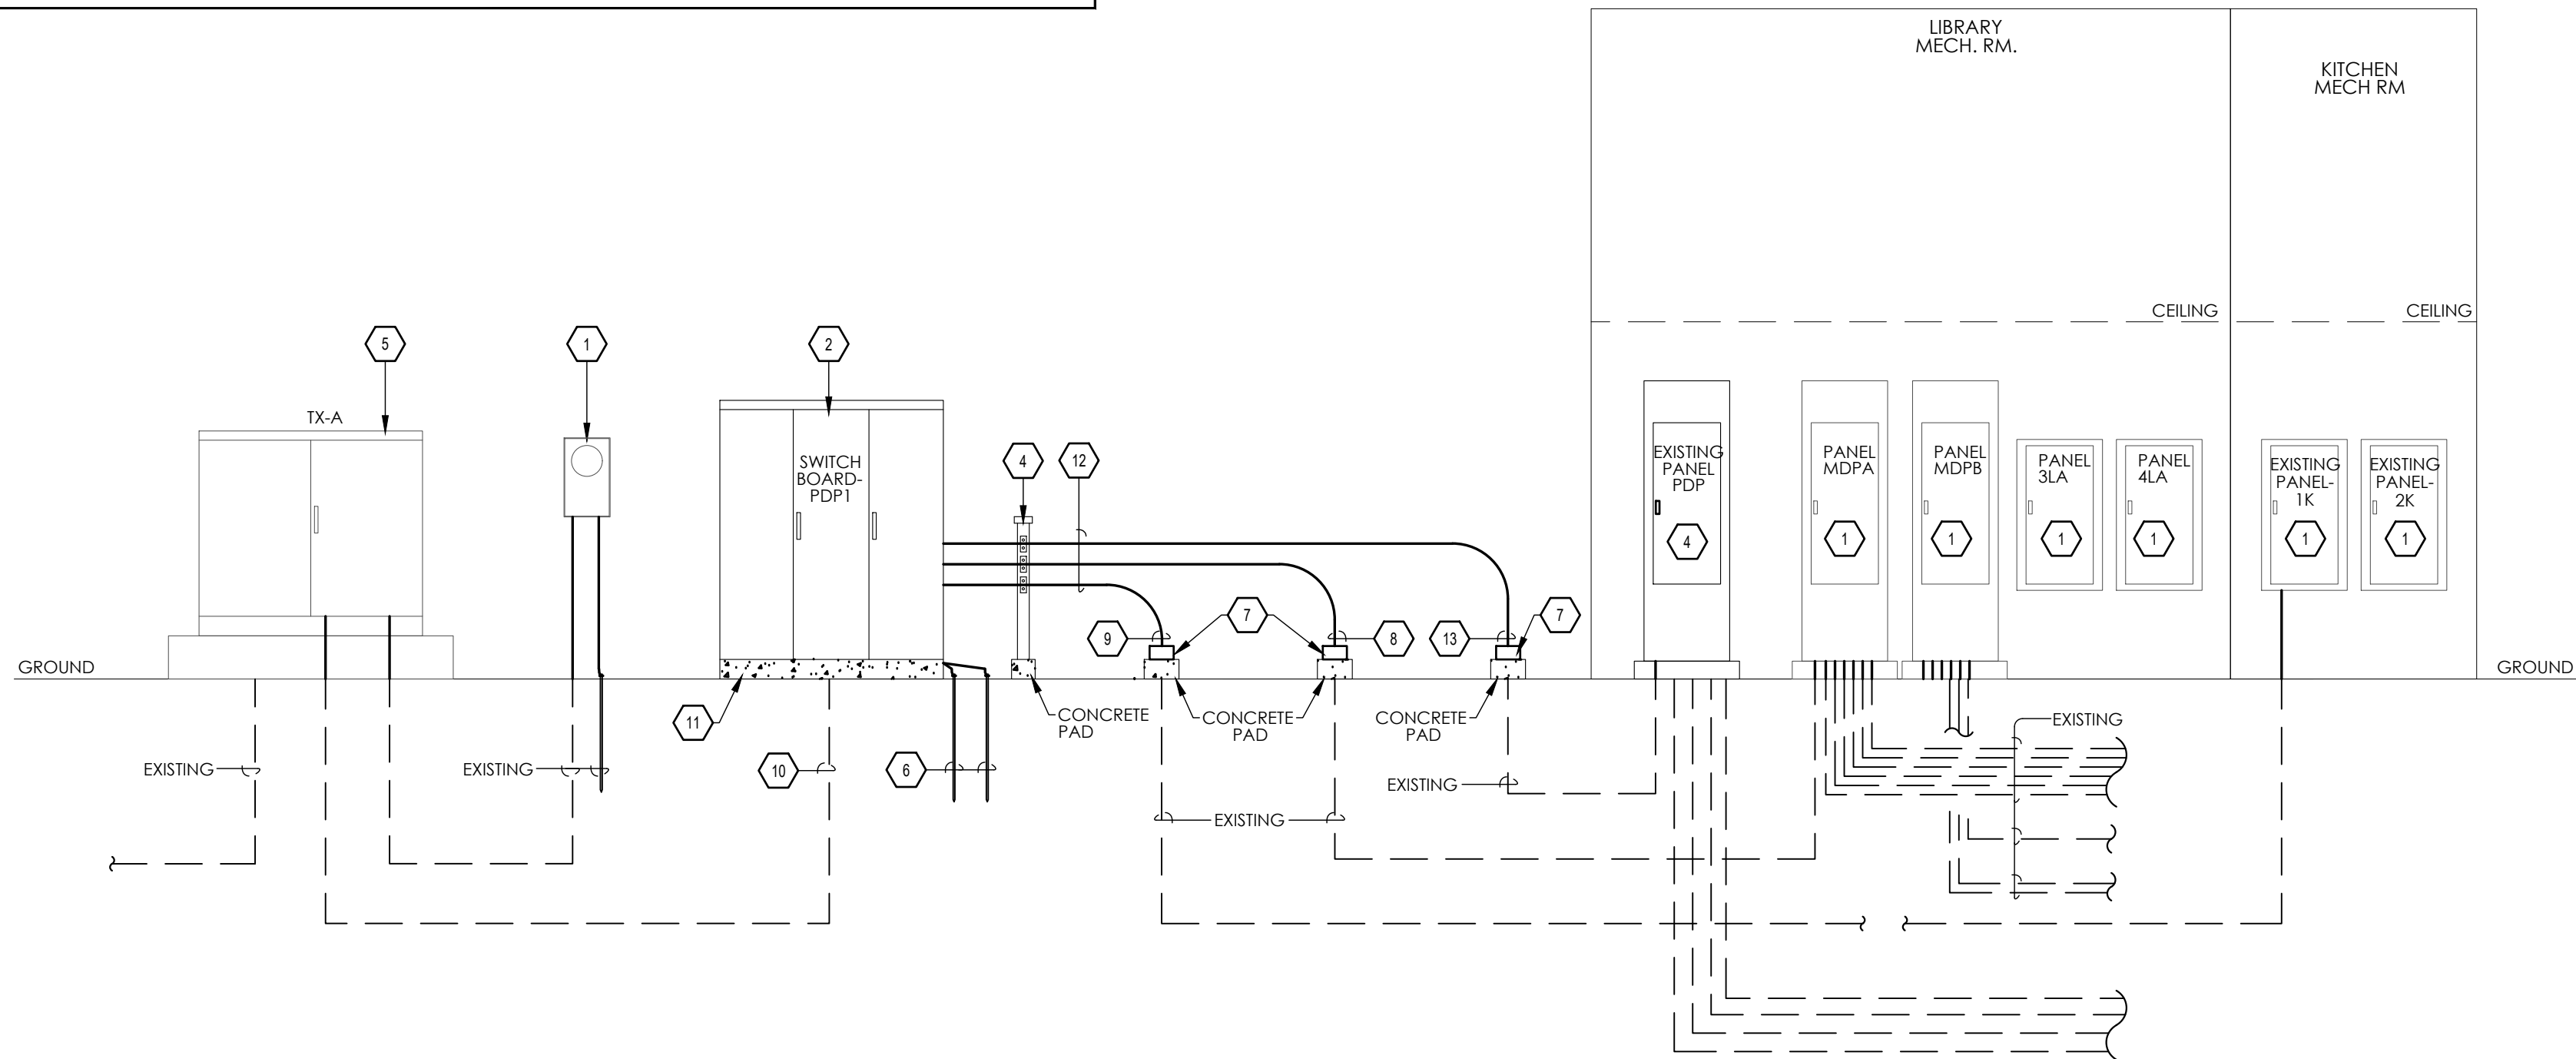 LIBRARY
MECH. RM.
KITCHEN
MECH RM
CEILING
CEILING
5
1
2
TX-A
4
12
SWITCH
BOARD-
PDP1
EXISTING
PANEL
PDP
4
PANEL
MDPA
1
PANEL
MDPB
1
PANEL
3LA
1
PANEL
4LA
1
EXISTING
PANEL-
1K
1
EXISTING
PANEL-
2K
1
9
7
8
13
7
GROUND
GROUND
11
CONCRETE
PAD
CONCRETE
PAD
CONCRETE
PAD
EXISTING
EXISTING
EXISTING
10
6
EXISTING
EXISTING